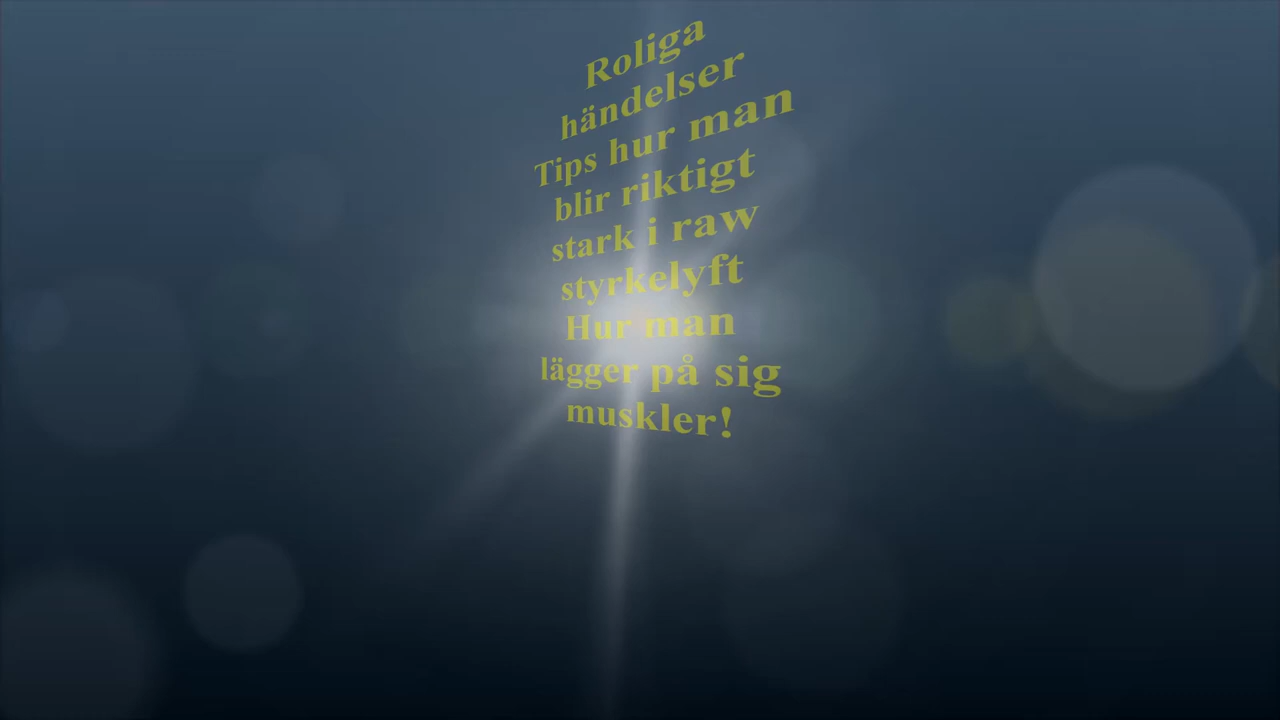 Roliga
händelser
Tips hur man
blir riktigt
stark i raw
styrkelyft
Hur man
lägger på sig
muskler!